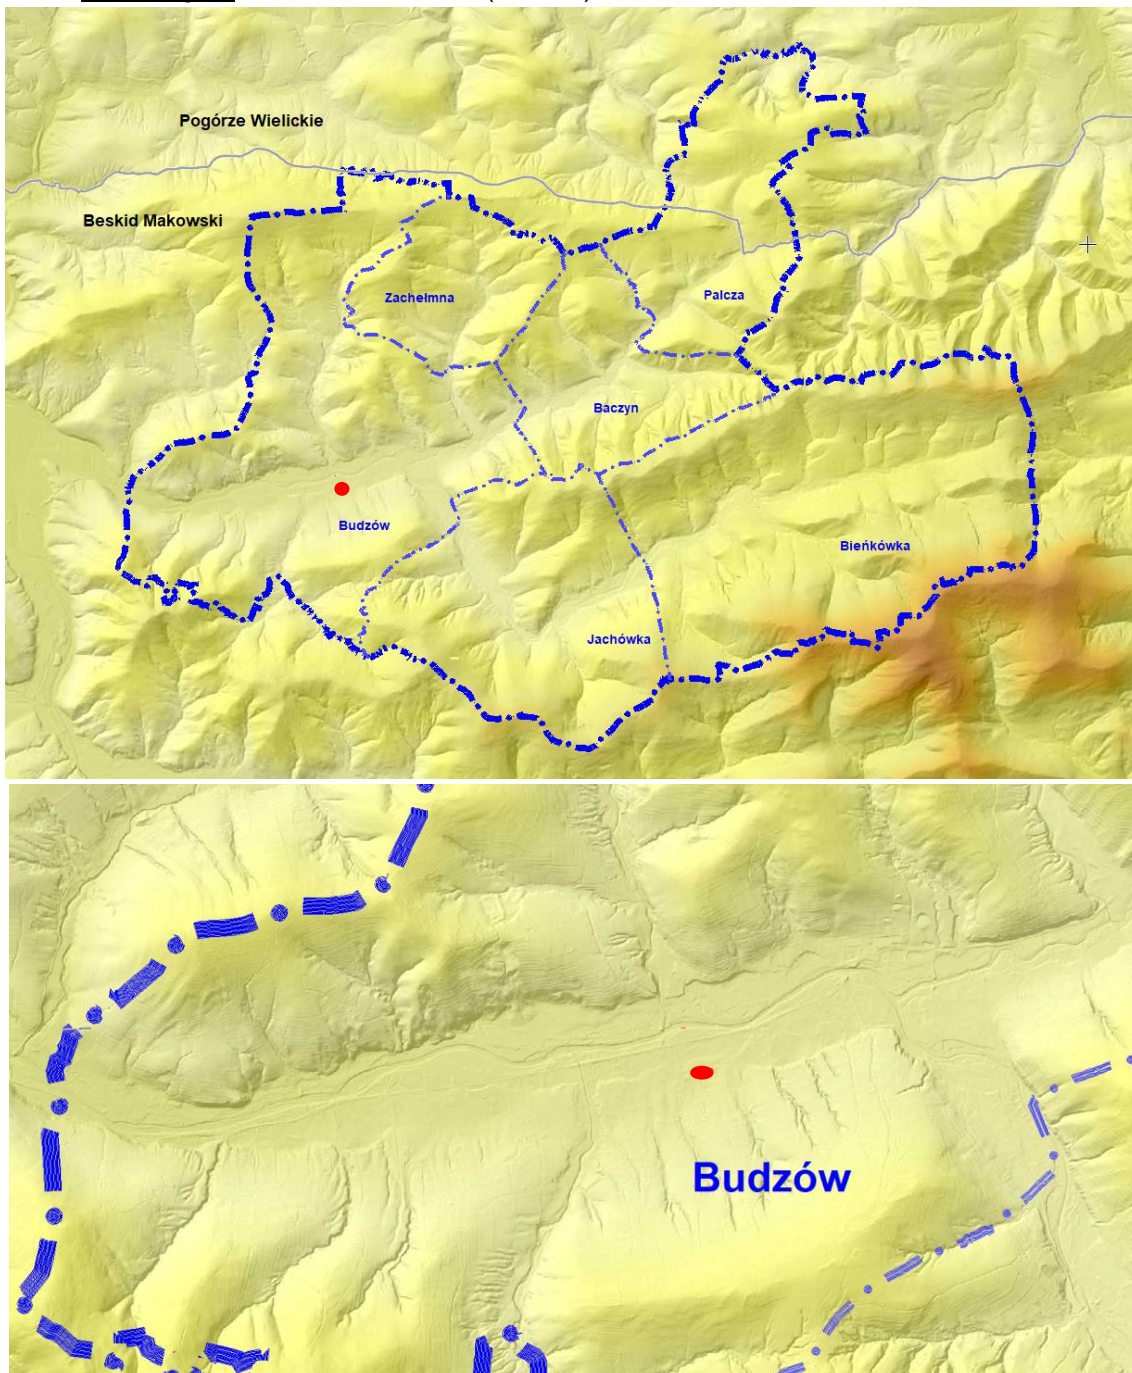 Pogórze Wielickie
Beskid Makowski
Zachełmna
Palcza
Baczyn
Budzów
Bieńkówka
Jachówka
Budzów